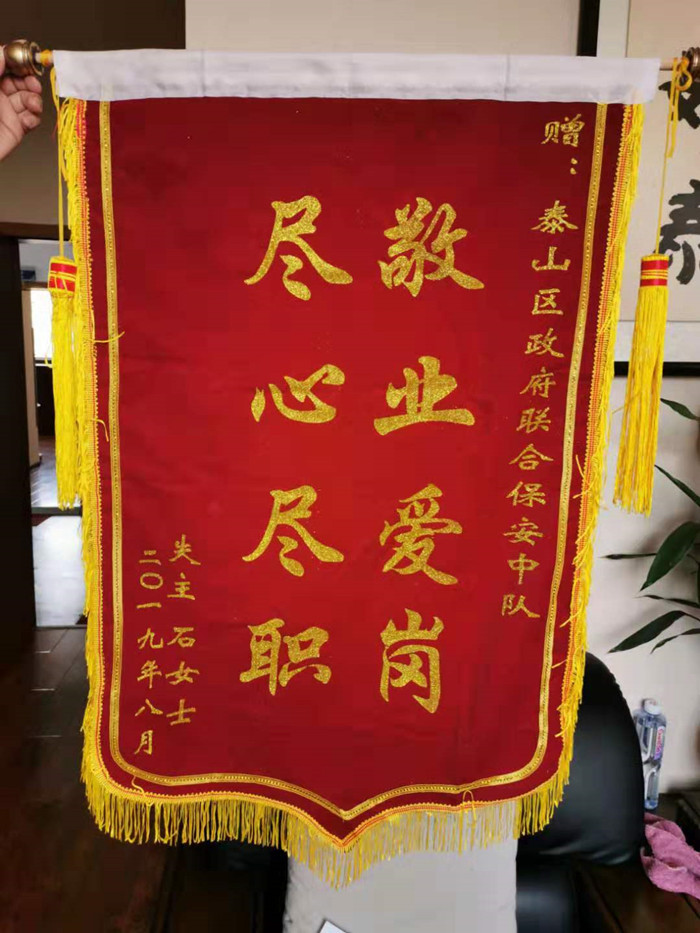 赠：泰山区政府联合保安中队
敬业爱岗
尽心尽职
失主 石女士
二〇一九年八月